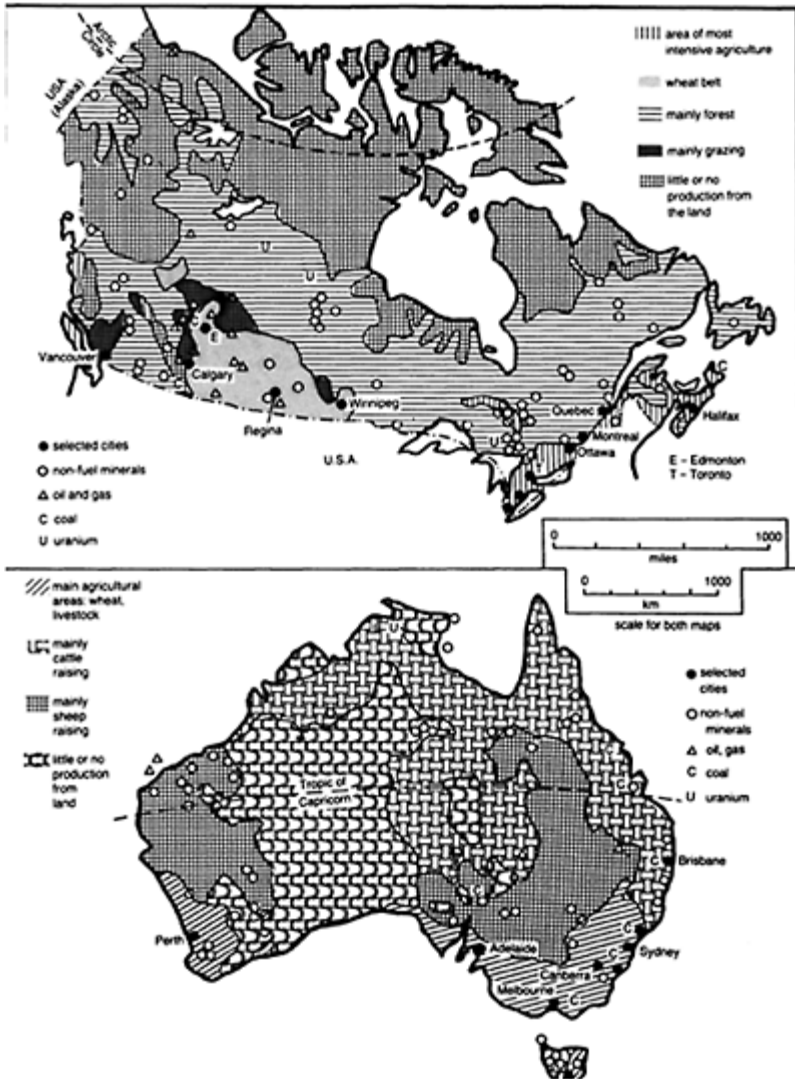 Arctic
Circle
USA
(Alaska)
area of most
intensive agriculture
wheat belt
mainly forest
mainly grazing
little or no
production from
the land
U
U
E
C
Vancouver
Calgary
Regina
Winnipeg
Quebec
Montreal
Ottawa
Halifax
U
T
U.S.A.
E – Edmonton
T – Toronto
selected cities
non-fuel minerals
oil and gas
C coal
U uranium
0 1000
miles
0 1000
km
scale for both maps
main agricultural
areas: wheat,
livestock
mainly
cattle
raising
mainly
sheep
raising
little or no
production
from
land
selected
cities
non-fuel
minerals
oil, gas
C coal
U uranium
U
Tropic of
Capricorn
C
C
Brisbane
C
Perth
Adelaide
C
Sydney
C
Canberra
Melbourne
C